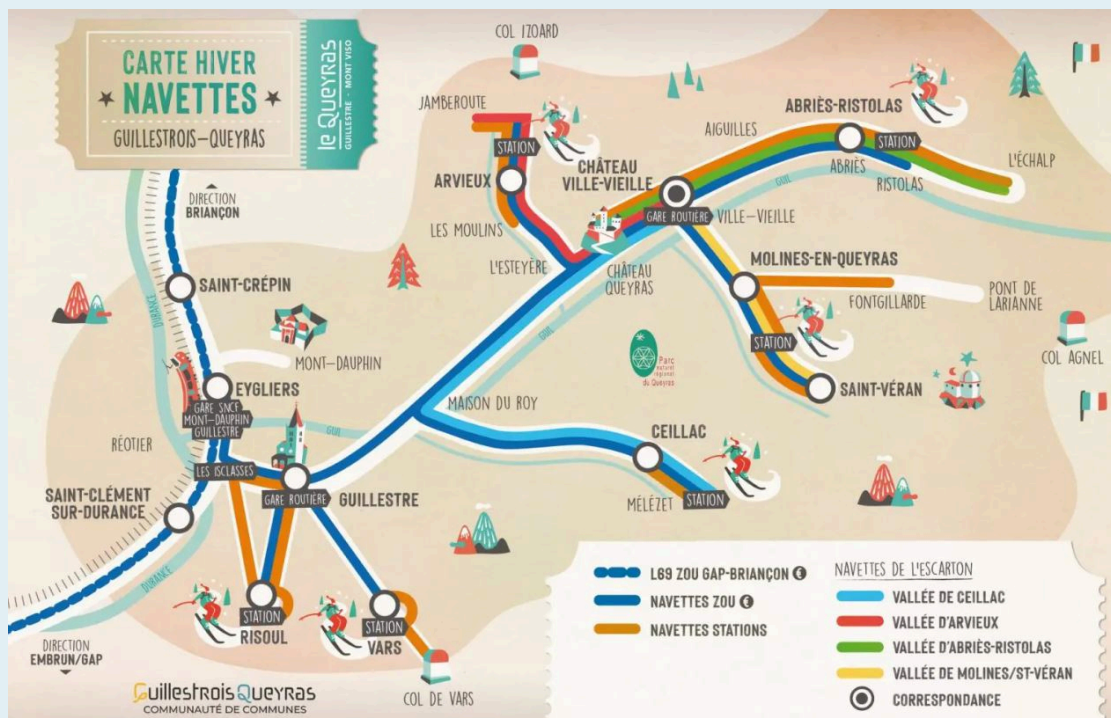 CARTE HIVER
NAVETTES
GUILLESTROIS–QUEYRAS
le Queyras
GUILLESTRE · MONT VISO
COL IZOARD
JAMBEROUTE
STATION
ARVIEUX
LES MOULINS
L'ESTEYÈRE
CHÂTEAU
VILLE-VIEILLE
GARE ROUTIÈRE
VILLE–VIEILLE
CHÂTEAU
QUEYRAS
AIGUILLES
ABRIÈS-RISTOLAS
STATION
ABRIÈS
RISTOLAS
L'ÉCHALP
GUIL
DIRECTION
BRIANÇON
SAINT-CRÉPIN
DURANCE
MONT-DAUPHIN
EYGLIERS
GARE SNCF
MONT-DAUPHIN
GUILLESTRE
RÉOTIER
GUIL
LES ISCLASSES
SAINT-CLÉMENT
SUR-DURANCE
GARE ROUTIÈRE
GUILLESTRE
MAISON DU ROY
GUIL
MOLINES-EN-QUEYRAS
FONTGILLARDE
PONT DE
LARIANNE
STATION
SAINT-VÉRAN
COL AGNEL
Parc
naturel
régional
du Queyras
CEILLAC
MÉLÉZET
STATION
DURANCE
STATION
RISOUL
STATION
VARS
COL DE VARS
DIRECTION
EMBRUN/GAP
GuillestroisQueyras
COMMUNAUTÉ DE COMMUNES
L69 ZOU GAP-BRIANÇON €
NAVETTES ZOU €
NAVETTES STATIONS
NAVETTES DE L'ESCARTON
VALLÉE DE CEILLAC
VALLÉE D'ARVIEUX
VALLÉE D'ABRIÈS-RISTOLAS
VALLÉE DE MOLINES/ST-VÉRAN
CORRESPONDANCE